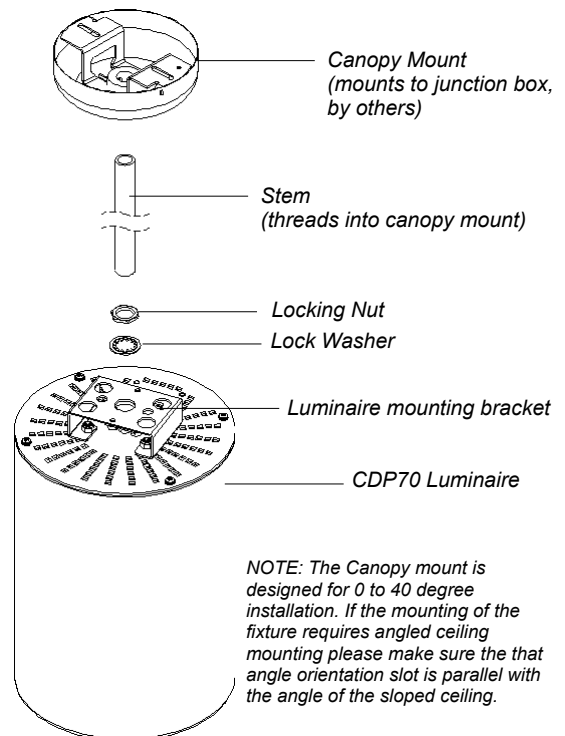 Canopy Mount
(mounts to junction box,
by others)
Stem
(threads into canopy mount)
Locking Nut
Lock Washer
Luminaire mounting bracket
CDP70 Luminaire
NOTE: The Canopy mount is
designed for 0 to 40 degree
installation. If the mounting of the
fixture requires angled ceiling
mounting please make sure the that
angle orientation slot is parallel with
the angle of the sloped ceiling.